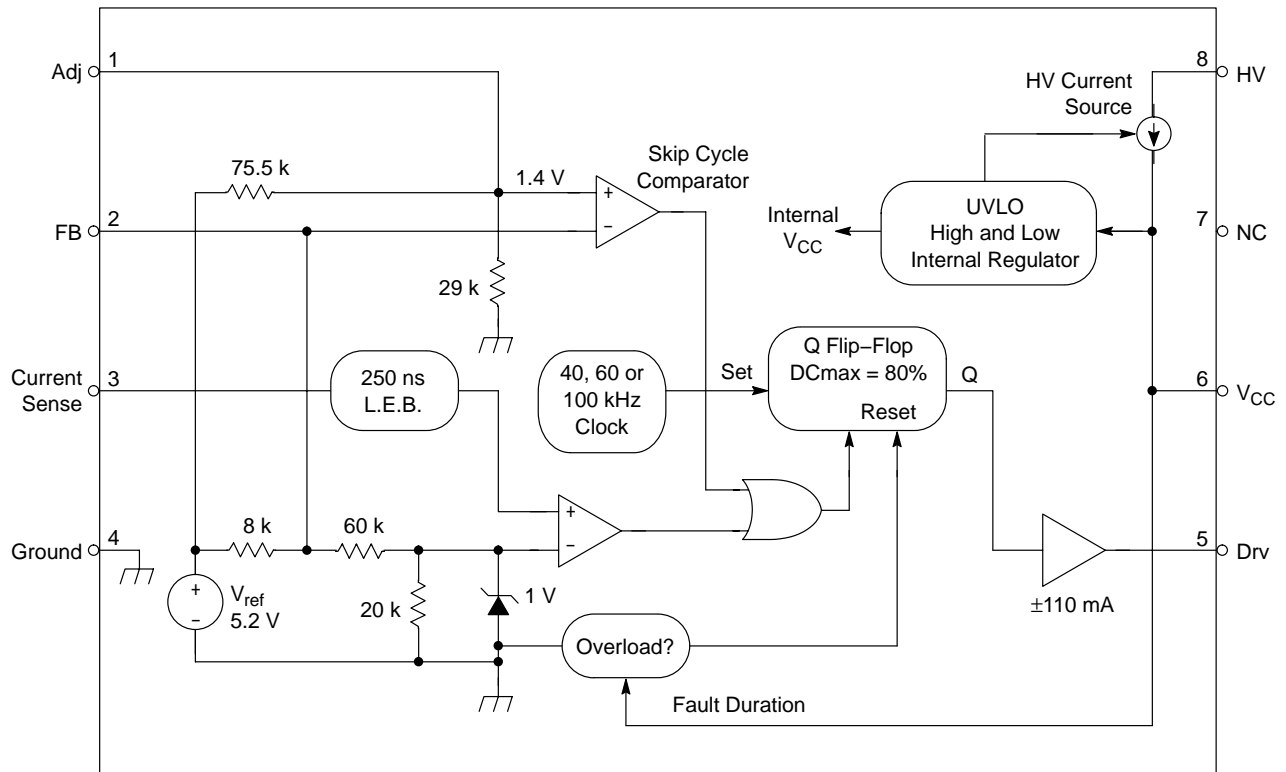 1
Adj
8
HV
HV Current
Source
75.5 k
1.4 V
Skip Cycle
Comparator
+
−
2
FB
Internal
VCC
UVLO
High and Low
Internal Regulator
7
NC
29 k
Current
Sense
3
250 ns
L.E.B.
40, 60 or
100 kHz
Clock
Set
Q Flip−Flop
DCmax = 80%
Reset
Q
6
VCC
+
−
8 k
60 k
Ground
4
5
Drv
+
−
Vref
5.2 V
20 k
1 V
±110 mA
Overload?
Fault Duration